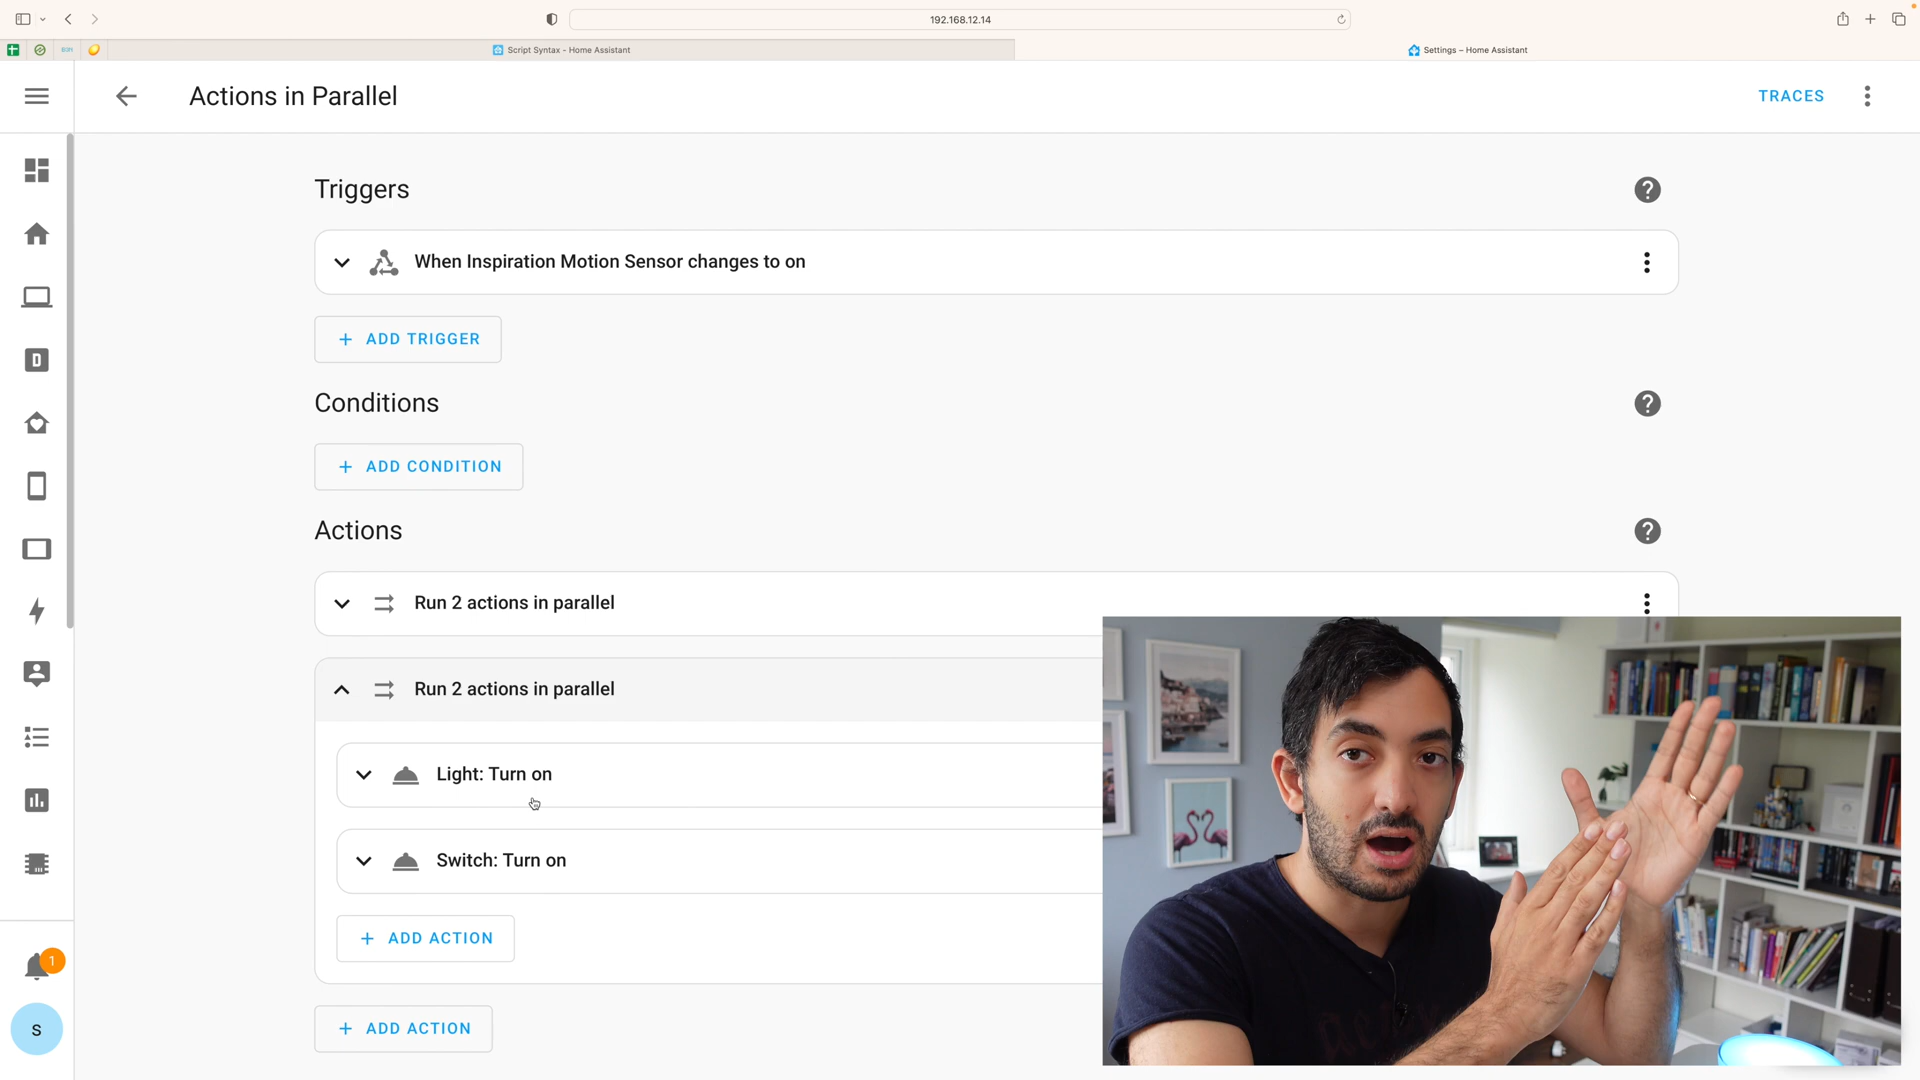 192.168.12.14
Script Syntax - Home Assistant
Settings – Home Assistant
Actions in Parallel
TRACES
Triggers
When Inspiration Motion Sensor changes to on
+ ADD TRIGGER
Conditions
+ ADD CONDITION
Actions
Run 2 actions in parallel
Run 2 actions in parallel
Light: Turn on
Switch: Turn on
+ ADD ACTION
+ ADD ACTION
D
1
S